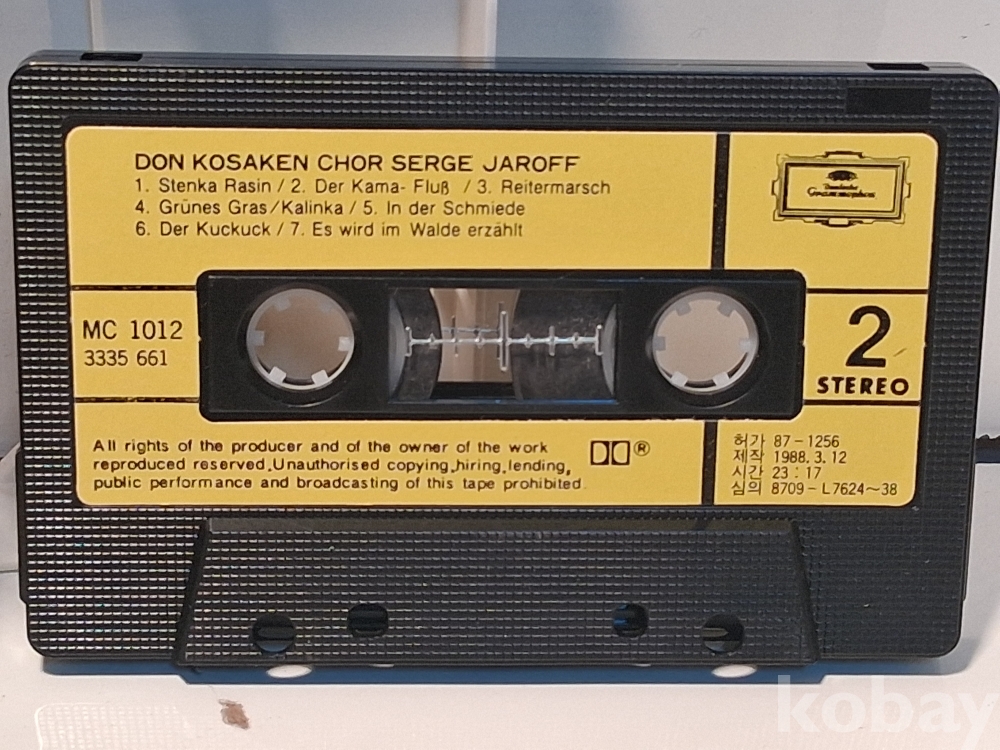 DON KOSAKEN CHOR SERGE JAROFF
1. Stenka Rasin / 2. Der Kama- Fluß / 3. Reitermarsch
4. Grünes Gras/Kalinka / 5. In der Schmiede
6. Der Kuckuck / 7. Es wird im Walde erzählt
Deutsche
Grammophon
MC 1012
3335 661
2
STEREO
All rights of the producer and of the owner of the work
reproduced reserved.Unauthorised copying,hiring,lending,
public performance and broadcasting of this tape prohibited.
®
허가 87-1256
제작 1988.3.12
시간 23:17
심의 8709-L7624~38
kobay